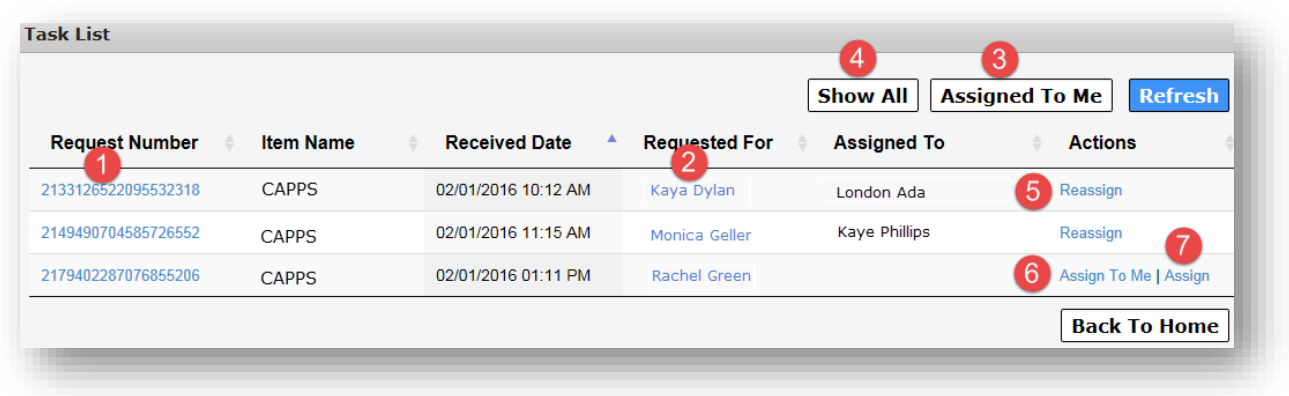 Task List
4 3
Show All Assigned To Me Refresh
Request Number Item Name Received Date Requested For Assigned To Actions
1 2
2133126522095532318 CAPPS 02/01/2016 10:12 AM Kaya Dylan London Ada 5 Reassign
2149490704585726552 CAPPS 02/01/2016 11:15 AM Monica Geller Kaye Phillips Reassign
7
2179402287076855206 CAPPS 02/01/2016 01:11 PM Rachel Green 6 Assign To Me | Assign
Back To Home